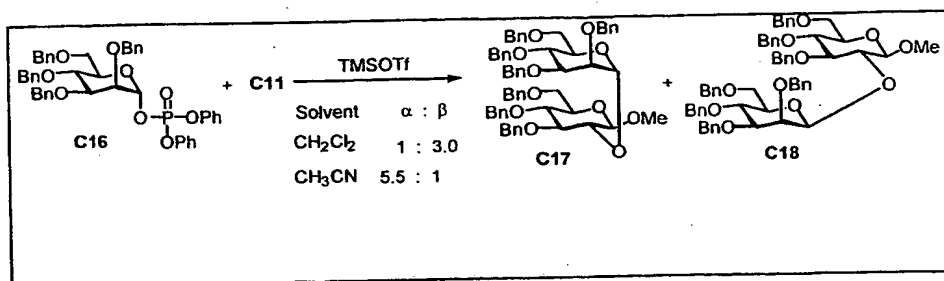 BnO OBn BnO BnO O O P OPh OPh
C16
+ C11
TMSOTf
Solvent α : β
CH2Cl2 1 : 3.0
CH3CN 5.5 : 1
BnO OBn BnO BnO O BnO O BnO BnO OMe O
C17
+
BnO BnO BnO O OMe O BnO OBn BnO BnO O
C18